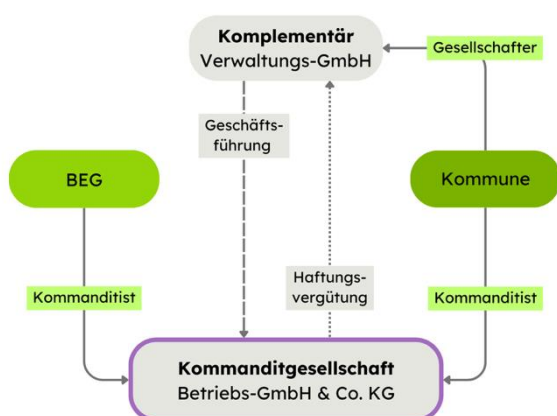 Komplementär
Verwaltungs-GmbH
Gesellschafter
Geschäfts-
führung
BEG
Kommune
Haftungs-
vergütung
Kommanditist
Kommanditist
Kommanditgesellschaft
Betriebs-GmbH & Co. KG